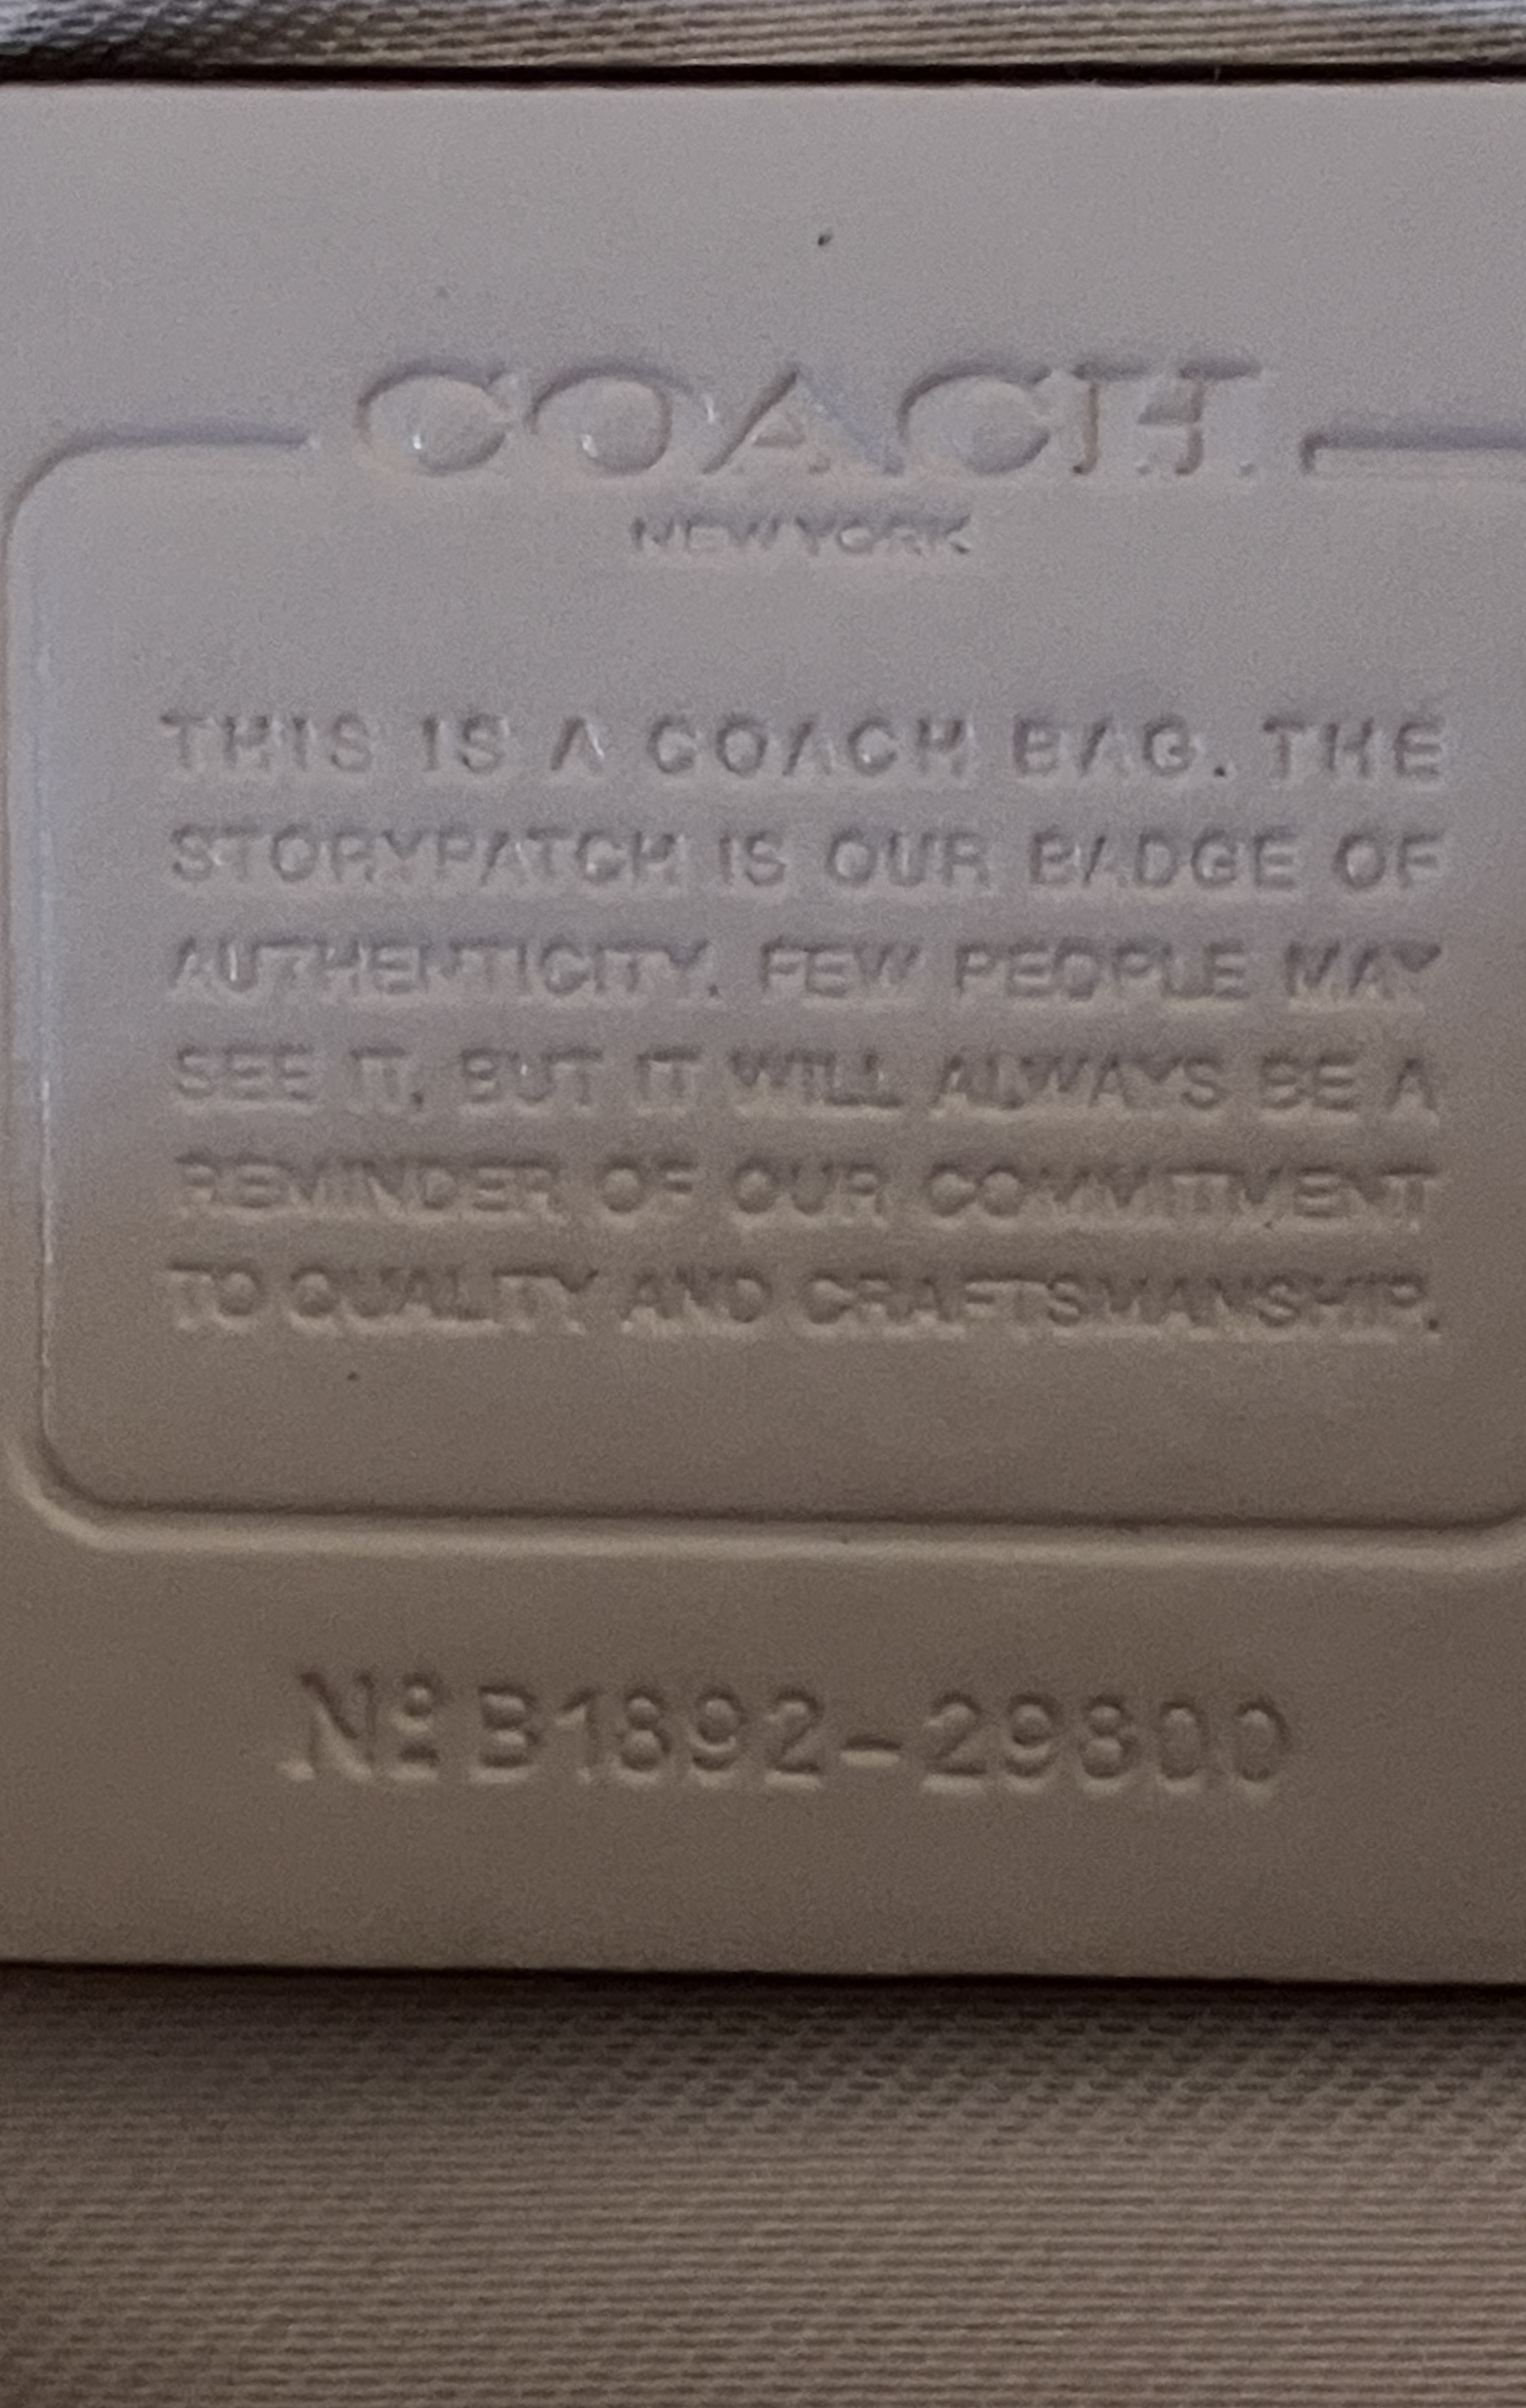 COACH
NEW YORK
THIS IS A COACH BAG. THE
STORYPATCH IS OUR BADGE OF
AUTHENTICITY. FEW PEOPLE MAY
SEE IT, BUT IT WILL ALWAYS BE A
REMINDER OF OUR COMMITMENT
TO QUALITY AND CRAFTSMANSHIP.
Nº B1892-29800